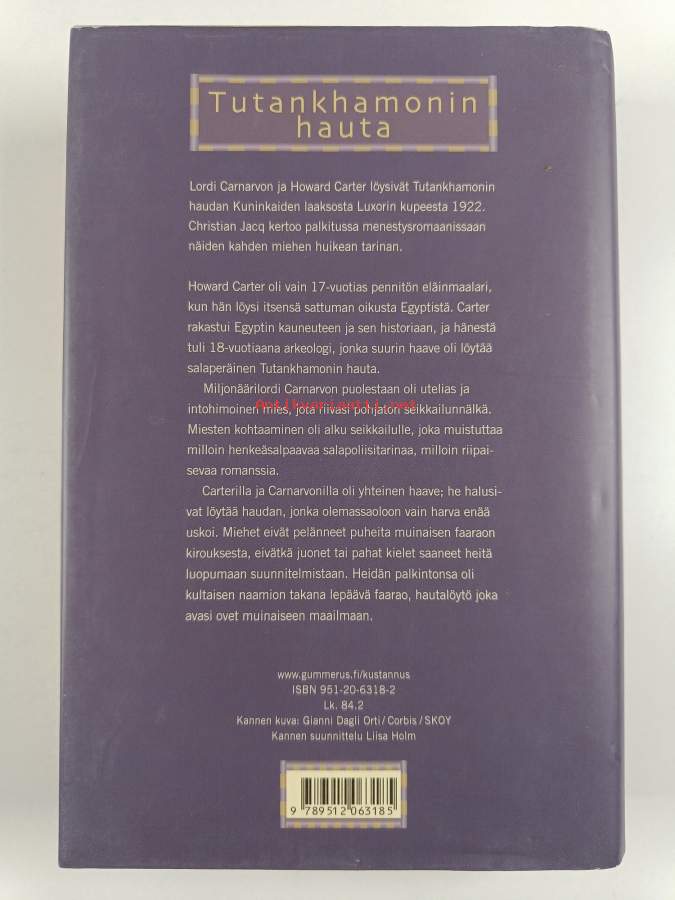 Tutankhamonin
hauta
Lordi Carnarvon ja Howard Carter löysivät Tutankhamonin
haudan Kuninkaiden laaksosta Luxorin kupeesta 1922.
Christian Jacq kertoo palkitussa menestysromaanissaan
näiden kahden miehen huikean tarinan.
Howard Carter oli vain 17-vuotias pennitön eläinmaalari,
kun hän löysi itsensä sattuman oikusta Egyptistä. Carter
rakastui Egyptin kauneuteen ja sen historiaan, ja hänestä
tuli 18-vuotiaana arkeologi, jonka suurin haave oli löytää
salaperäinen Tutankhamonin hauta.
Miljonäärilordi Carnarvon puolestaan oli utelias ja
Antikvariaatti.net
intohimoinen mies, jota riivasi pohjaton seikkailunnälkä.
Miesten kohtaaminen oli alku seikkailulle, joka muistuttaa
milloin henkeäsalpaavaa salapoliisitarinaa, milloin riipai-
sevaa romanssia.
Carterilla ja Carnarvonilla oli yhteinen haave; he halusi-
vat löytää haudan, jonka olemassaoloon vain harva enää
uskoi. Miehet eivät pelänneet puheita muinaisen faaraon
kirouksesta, eivätkä juonet tai pahat kielet saaneet heitä
luopumaan suunnitelmistaan. Heidän palkintonsa oli
kultaisen naamion takana lepäävä faarao, hautalöytö joka
avasi ovet muinaiseen maailmaan.
www.gummerus.fi/kustannus
ISBN 951-20-6318-2
Lk. 84.2
Kannen kuva: Gianni Dagli Orti / Corbis / SKOY
Kannen suunnittelu Liisa Holm
9 789512 063185